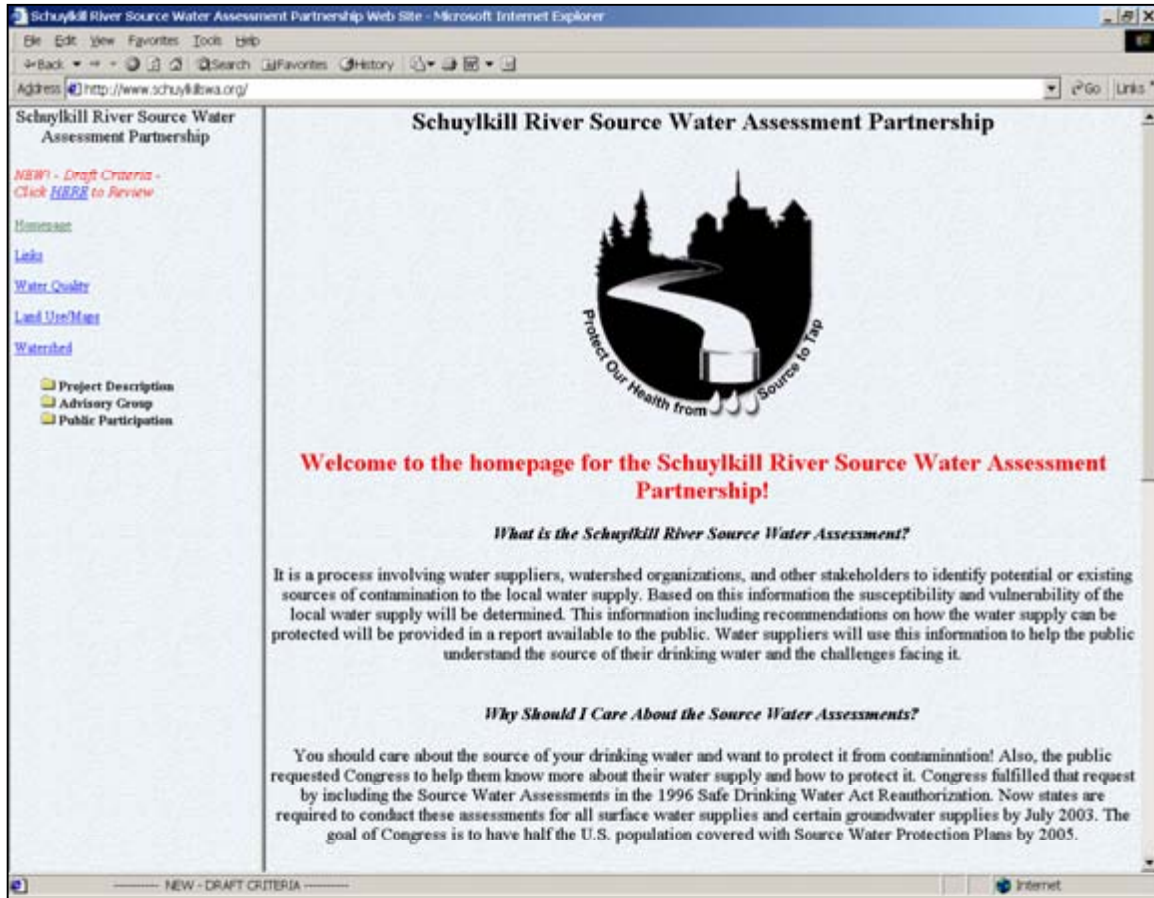 Schuylkill River Source Water Assessment Partnership Web Site - Microsoft Internet Explorer
File Edit View Favorites Tools Help
Back Search Favorites History
Address http://www.schuylkillswa.org/ Go Links
Schuylkill River Source Water
Assessment Partnership
NEW! - Draft Criteria -
Click HERE to Review
Homepage
Links
Water Quality
Land Use/Maps
Watershed
Project Description
Advisory Group
Public Participation
Schuylkill River Source Water Assessment Partnership
Protect Our Health from Source to Tap
Welcome to the homepage for the Schuylkill River Source Water Assessment
Partnership!
What is the Schuylkill River Source Water Assessment?
It is a process involving water suppliers, watershed organizations, and other stakeholders to identify potential or existing
sources of contamination to the local water supply. Based on this information the susceptibility and vulnerability of the
local water supply will be determined. This information including recommendations on how the water supply can be
protected will be provided in a report available to the public. Water suppliers will use this information to help the public
understand the source of their drinking water and the challenges facing it.
Why Should I Care About the Source Water Assessments?
You should care about the source of your drinking water and want to protect it from contamination! Also, the public
requested Congress to help them know more about their water supply and how to protect it. Congress fulfilled that request
by including the Source Water Assessments in the 1996 Safe Drinking Water Act Reauthorization. Now states are
required to conduct these assessments for all surface water supplies and certain groundwater supplies by July 2003. The
goal of Congress is to have half the U.S. population covered with Source Water Protection Plans by 2005.
---------- NEW - DRAFT CRITERIA ---------- Internet